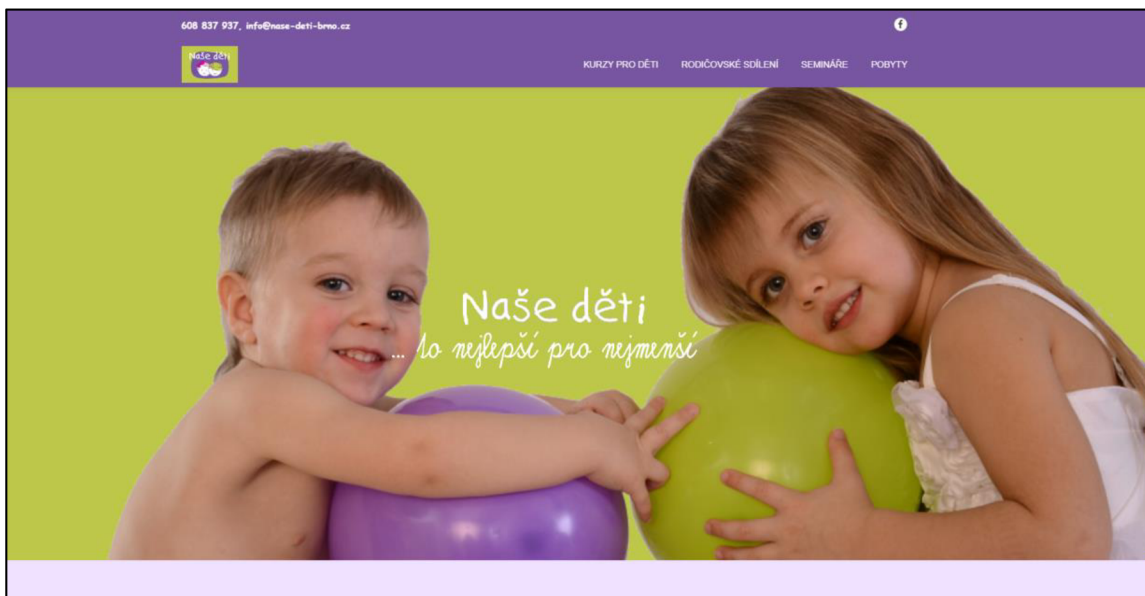 608 837 937, info@nase-deti-brno.cz
f
Naše děti
KURZY PRO DĚTI RODIČOVSKÉ SDÍLENÍ SEMINÁŘE POBYTY
Naše děti
... to nejlepší pro nejmenší